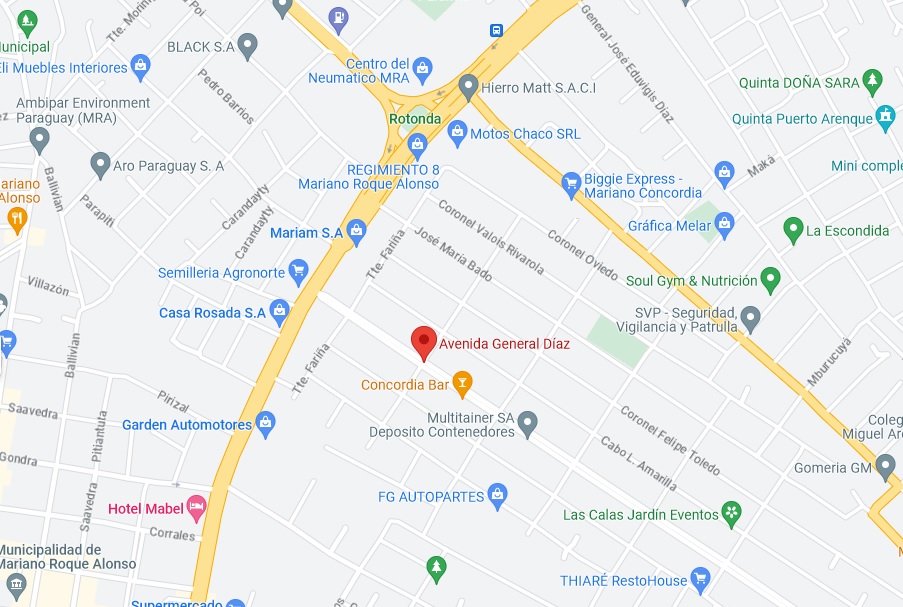 Tte. Morin
Pol
Municipal
BLACK S.A
Eli Muebles Interiores
Centro del
Neumatico MRA
General José Eduvigis Díaz
Hierro Matt S.A.C.I
Quinta DOÑA SARA
Pedro Barrios
Ambipar Environment
Paraguay (MRA)
Rotonda
Motos Chaco SRL
Quinta Puerto Arenque
Aro Paraguay S. A
REGIMIENTO 8
Mariano Roque Alonso
Biggie Express -
Mariano Concordia
Maká
Mini comple
Mariano
Alonso
Ballivian
Parapití
Carandayty
Carandayty
Coronel Valois Rivarola
Gráfica Melar
La Escondida
Mariam S.A
Tte. Fariña
José María Bado
Coronel Oviedo
Semilleria Agronorte
Soul Gym & Nutrición
Villazón
Casa Rosada S.A
SVP - Seguridad,
Vigilancia y Patrulla
Ballivian
Avenida General Díaz
Tte. Fariña
Mburucuyá
Concordia Bar
Pirizal
Saavedra
Garden Automotores
Multitainer SA
Deposito Contenedores
Coronel Felipe Toledo
Coleg
Miguel Ar
Pitiantuta
Gondra
Cabo L. Amarilla
Gomeria GM
FG AUTOPARTES
Saavedra
Hotel Mabel
Las Calas Jardín Eventos
Corrales
Municipalidad de
Mariano Roque Alonso
THIARÉ RestoHouse
Supermercado